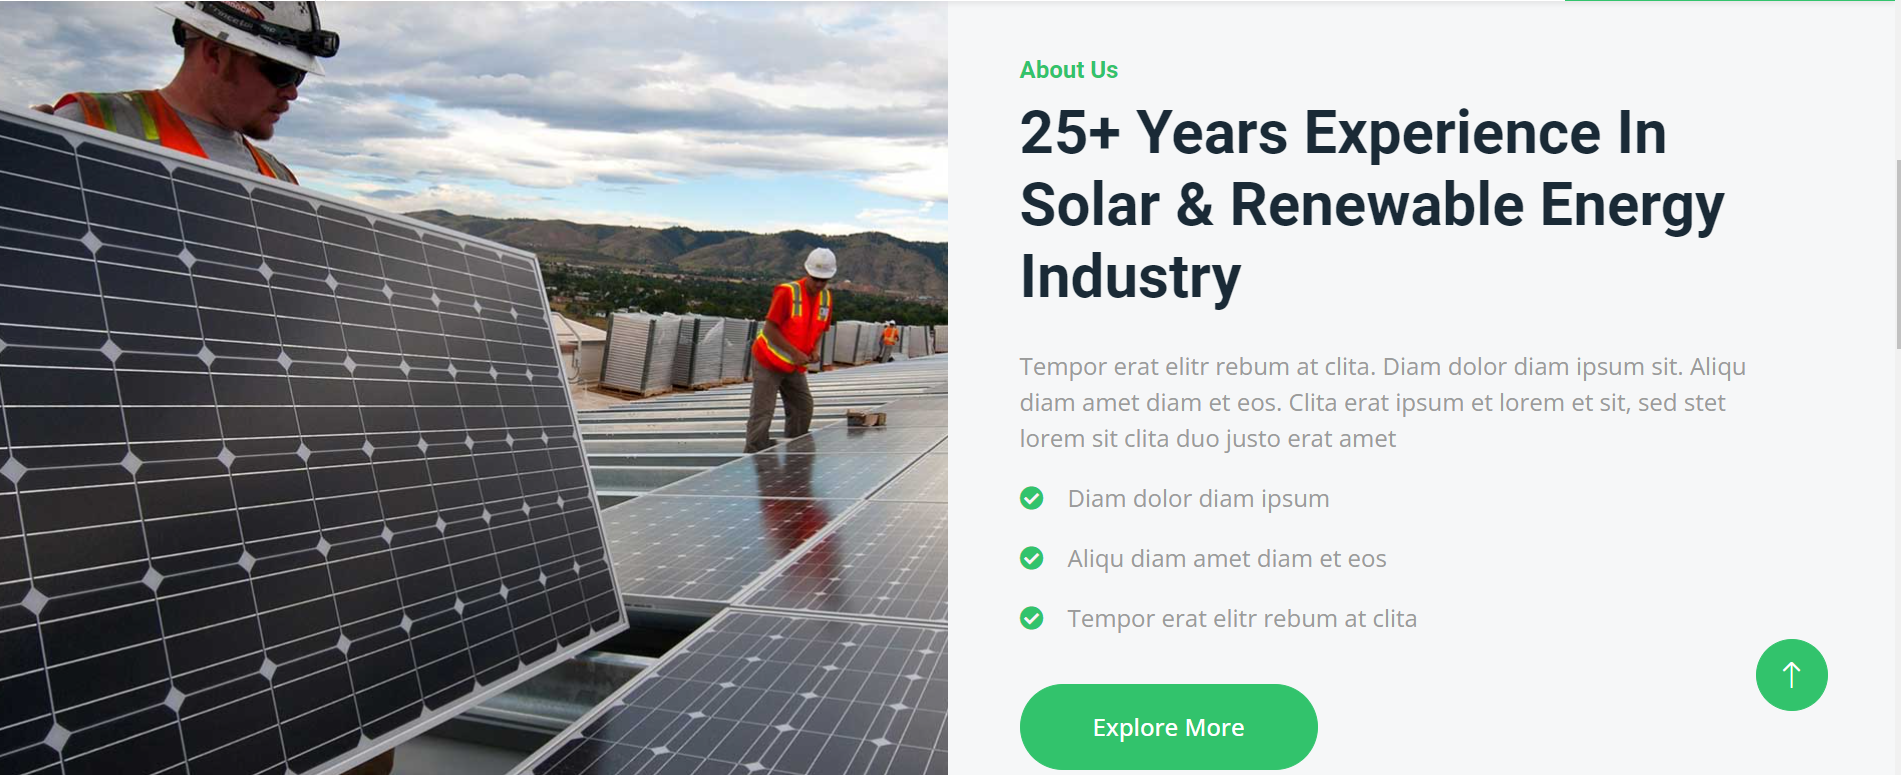 About Us
25+ Years Experience In
Solar & Renewable Energy
Industry
Tempor erat elitr rebum at clita. Diam dolor diam ipsum sit. Aliqu
diam amet diam et eos. Clita erat ipsum et lorem et sit, sed stet
lorem sit clita duo justo erat amet
Diam dolor diam ipsum
Aliqu diam amet diam et eos
Tempor erat elitr rebum at clita
Explore More